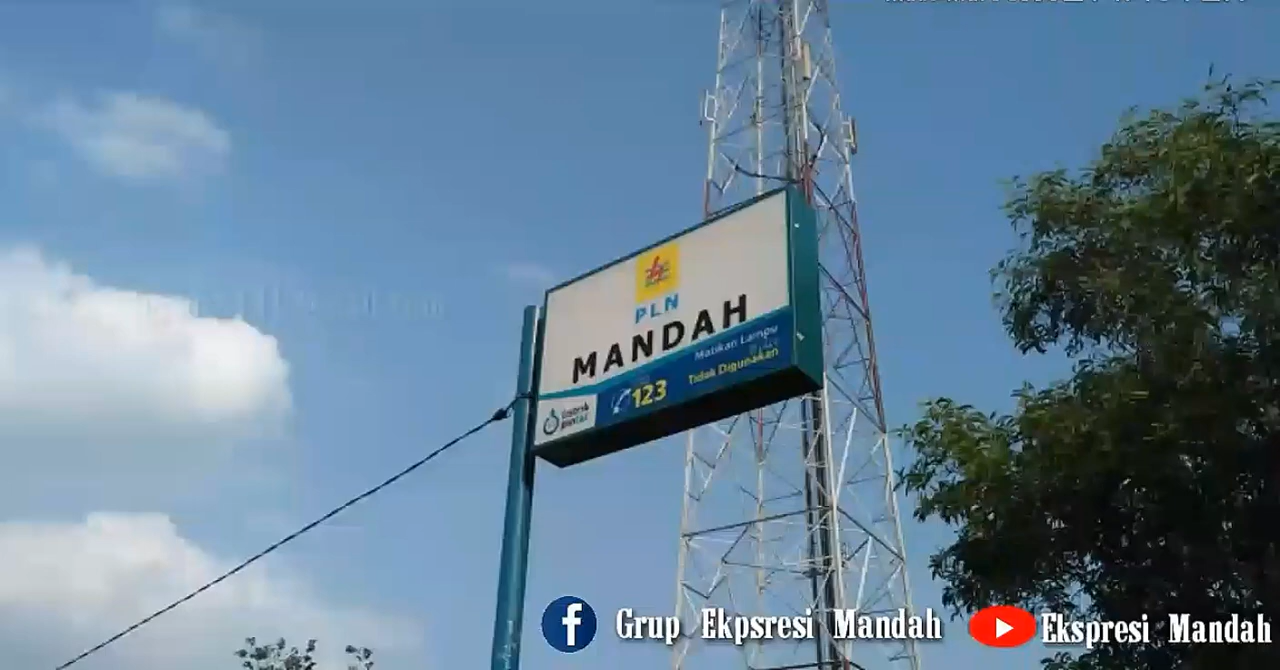 PLN
MANDAH
Matikan Lampu
Tidak Digunakan
123
Grup Ekpsresi Mandah
Ekspresi Mandah